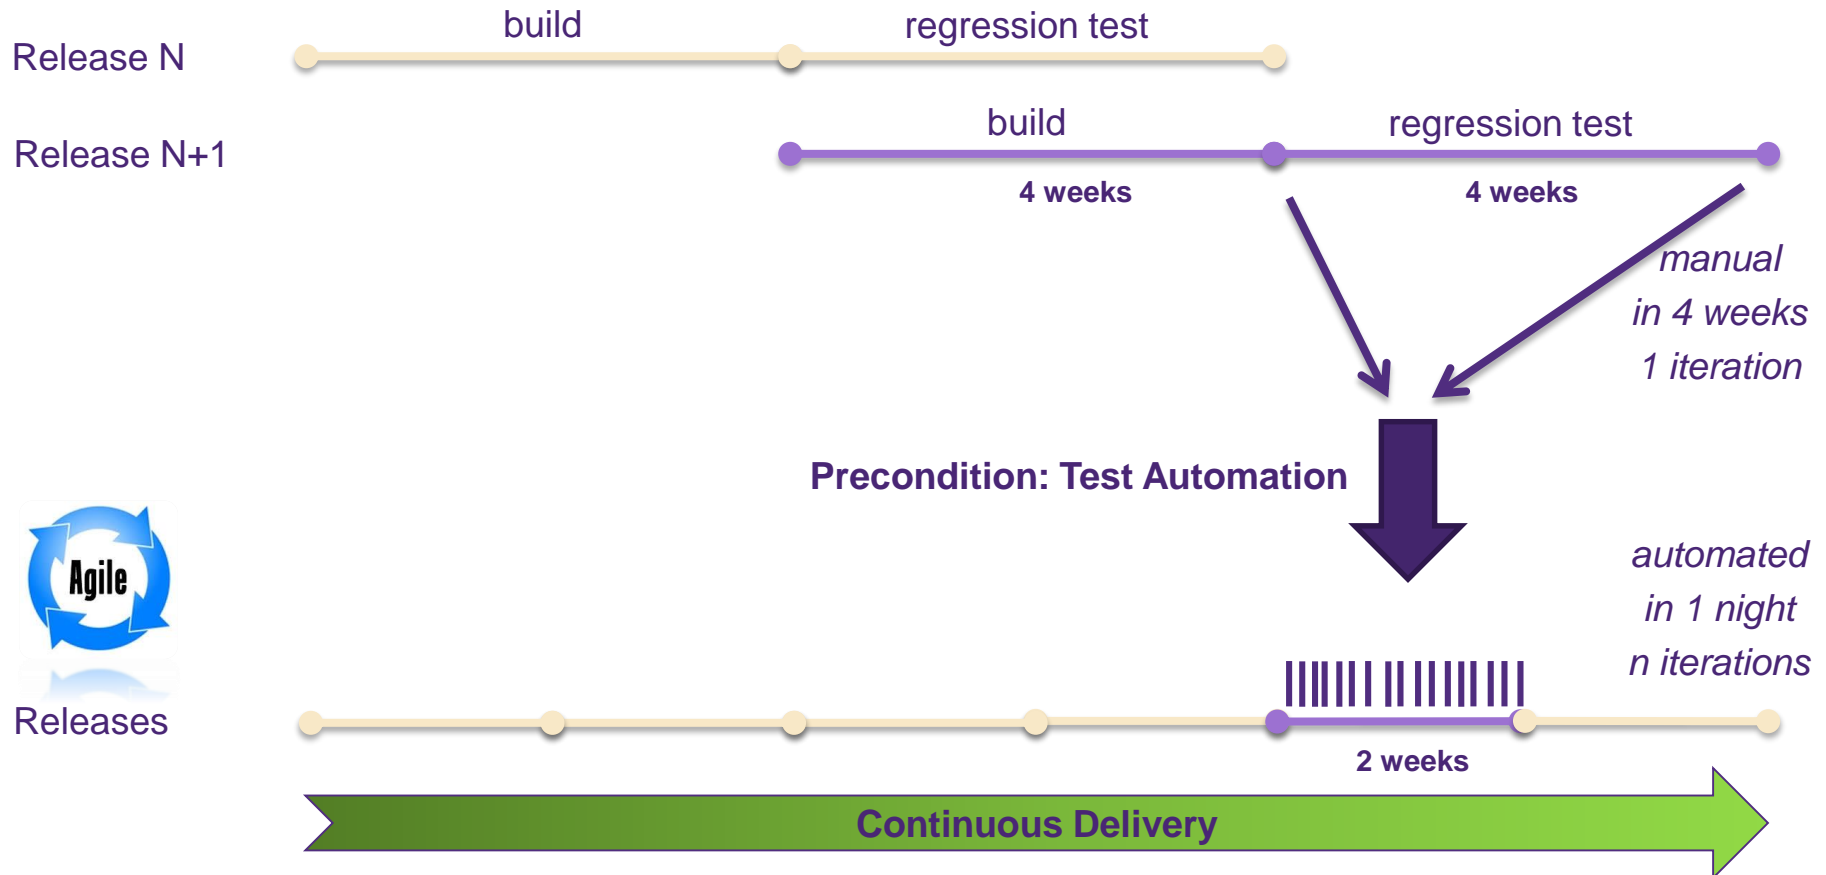 build
regression test
Release N
build
regression test
Release N+1
4 weeks
4 weeks
manual
in 4 weeks
1 iteration
Precondition: Test Automation
Agile
automated
in 1 night
n iterations
Releases
2 weeks
Continuous Delivery